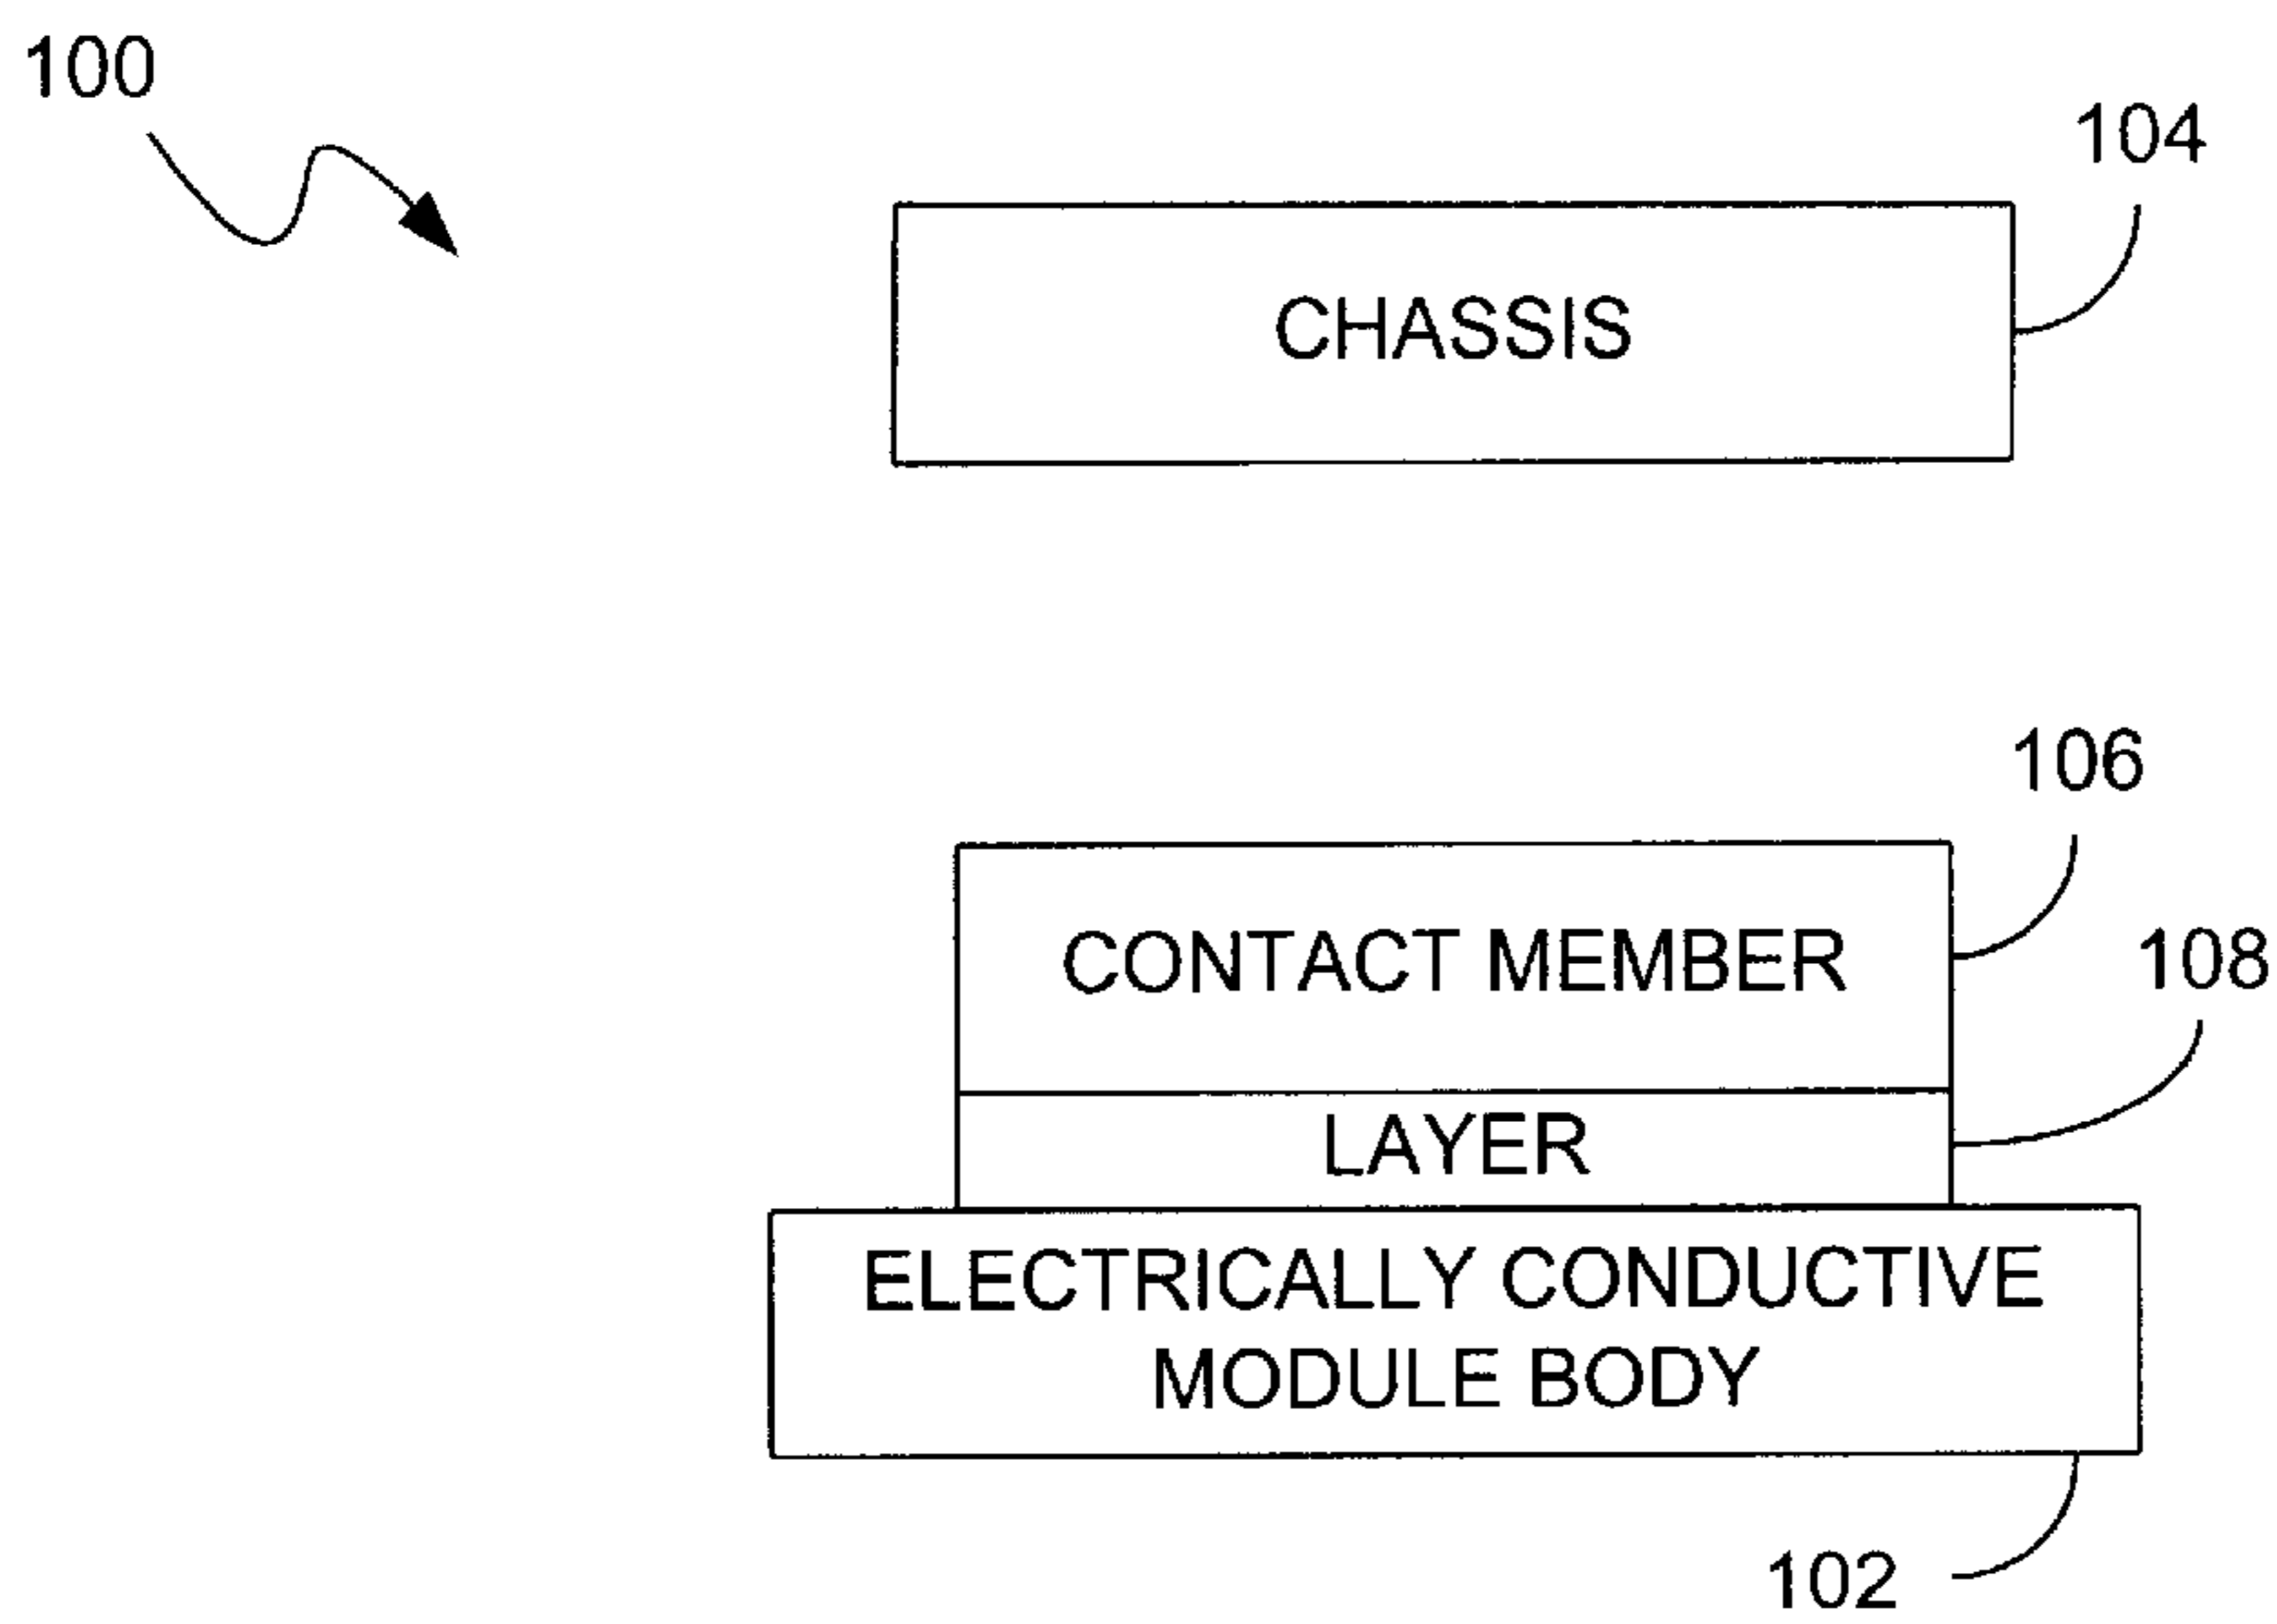 100
104
CHASSIS
106
CONTACT MEMBER
108
LAYER
ELECTRICALLY CONDUCTIVE
MODULE BODY
102